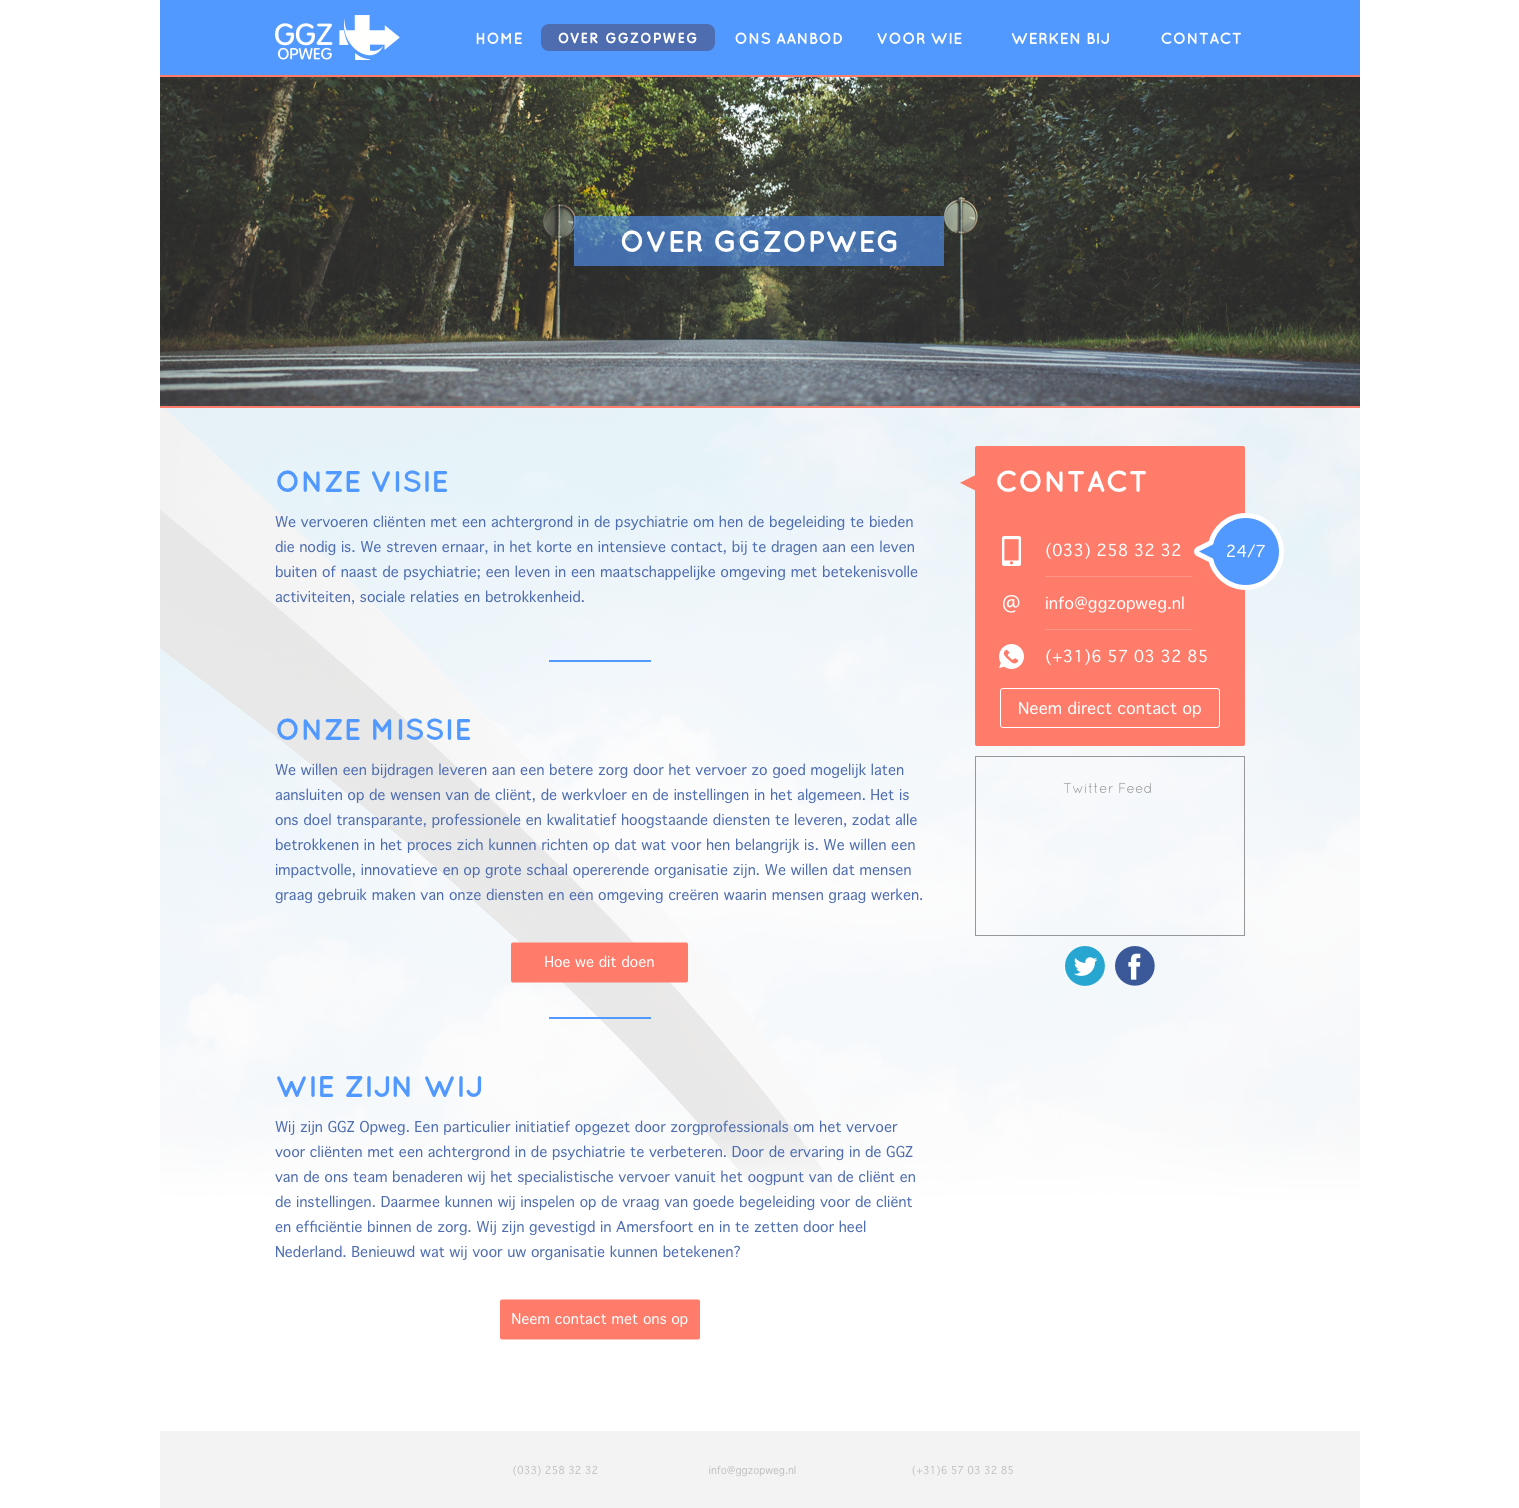 GGZ
OPWEG
HOME
OVER GGZOPWEG
ONS AANBOD
VOOR WIE
WERKEN BIJ
CONTACT
OVER GGZOPWEG
ONZE VISIE
We vervoeren cliënten met een achtergrond in de psychiatrie om hen de begeleiding te bieden
die nodig is. We streven ernaar, in het korte en intensieve contact, bij te dragen aan een leven
buiten of naast de psychiatrie; een leven in een maatschappelijke omgeving met betekenisvolle
activiteiten, sociale relaties en betrokkenheid.
ONZE MISSIE
We willen een bijdragen leveren aan een betere zorg door het vervoer zo goed mogelijk laten
aansluiten op de wensen van de cliënt, de werkvloer en de instellingen in het algemeen. Het is
ons doel transparante, professionele en kwalitatief hoogstaande diensten te leveren, zodat alle
betrokkenen in het proces zich kunnen richten op dat wat voor hen belangrijk is. We willen een
impactvolle, innovatieve en op grote schaal opererende organisatie zijn. We willen dat mensen
graag gebruik maken van onze diensten en een omgeving creëren waarin mensen graag werken.
Hoe we dit doen
WIE ZIJN WIJ
Wij zijn GGZ Opweg. Een particulier initiatief opgezet door zorgprofessionals om het vervoer
voor cliënten met een achtergrond in de psychiatrie te verbeteren. Door de ervaring in de GGZ
van de ons team benaderen wij het specialistische vervoer vanuit het oogpunt van de cliënt en
de instellingen. Daarmee kunnen wij inspelen op de vraag van goede begeleiding voor de cliënt
en efficiëntie binnen de zorg. Wij zijn gevestigd in Amersfoort en in te zetten door heel
Nederland. Benieuwd wat wij voor uw organisatie kunnen betekenen?
Neem contact met ons op
CONTACT
(033) 258 32 32
24/7
@ info@ggzopweg.nl
(+31)6 57 03 32 85
Neem direct contact op
Twitter Feed
(033) 258 32 32
info@ggzopweg.nl
(+31)6 57 03 32 85